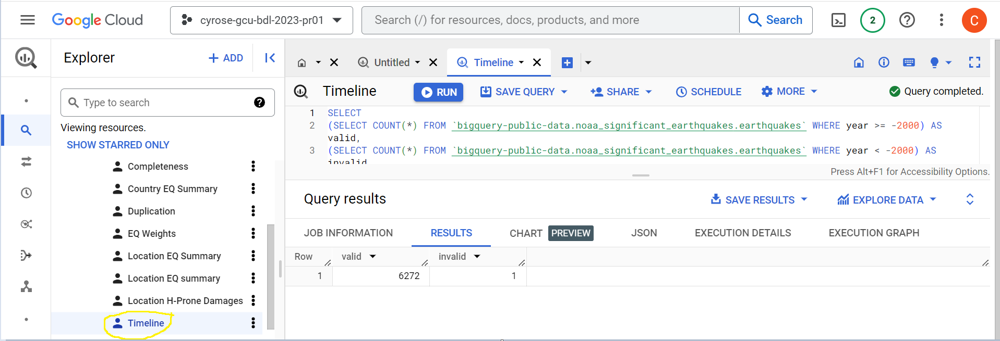 Google Cloud
cyrose-gcu-bdl-2023-pr01
Search (/) for resources, docs, products, and more
Search
2
C
Explorer
ADD
Untitled
Timeline
Type to search
Viewing resources.
SHOW STARRED ONLY
Completeness
Country EQ Summary
Duplication
EQ Weights
Location EQ Summary
Location EQ summary
Location H-Prone Damages
Timeline
Timeline
RUN
SAVE QUERY
SHARE
SCHEDULE
MORE
Query completed.
1 SELECT
2 (SELECT COUNT(*) FROM `bigquery-public-data.noaa_significant_earthquakes.earthquakes` WHERE year >= -2000) AS
valid,
3 (SELECT COUNT(*) FROM `bigquery-public-data.noaa_significant_earthquakes.earthquakes` WHERE year < -2000) AS
invalid
Press Alt+F1 for Accessibility Options.
Query results
SAVE RESULTS
EXPLORE DATA
JOB INFORMATION
RESULTS
CHART PREVIEW
JSON
EXECUTION DETAILS
EXECUTION GRAPH
Row valid invalid
1 6272 1